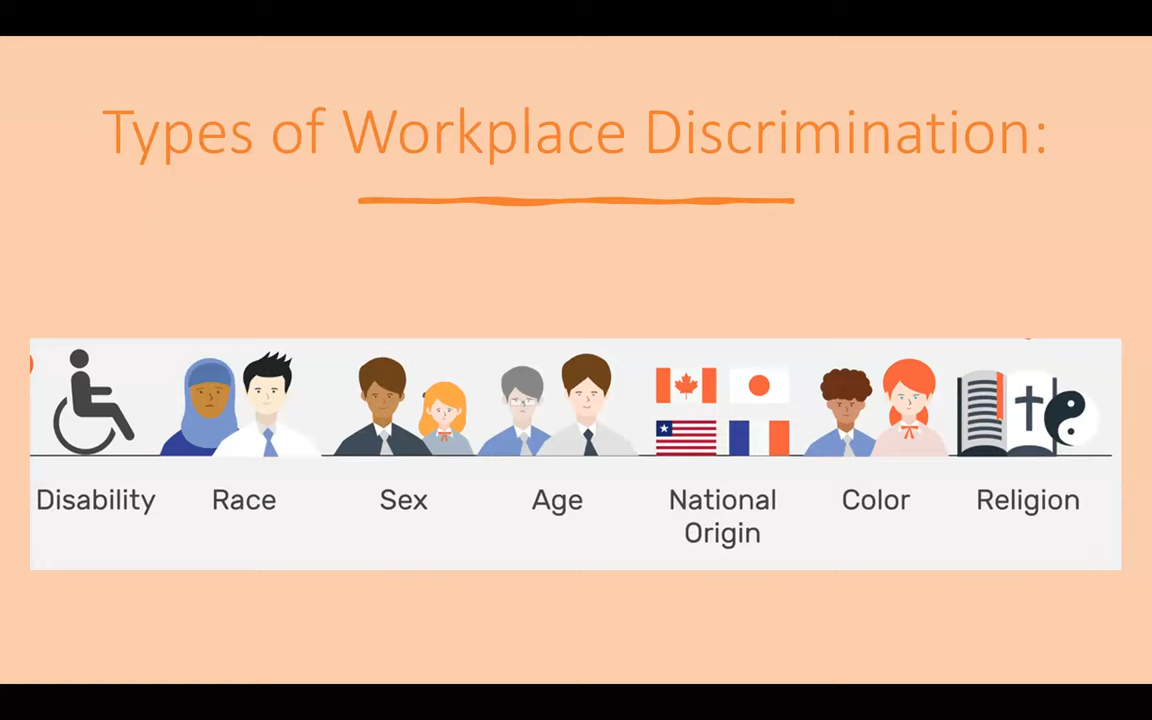 Types of Workplace Discrimination:
Disability
Race
Sex
Age
National
Origin
Color
Religion